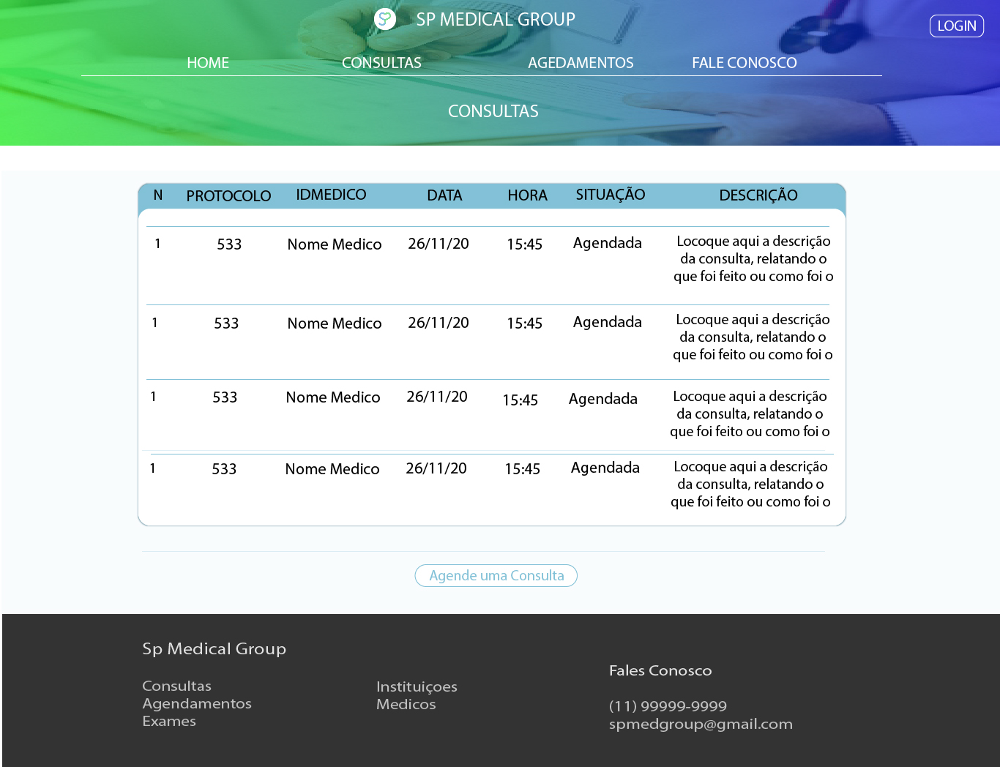 SP MEDICAL GROUP
LOGIN
HOME CONSULTAS AGEDAMENTOS FALE CONOSCO
CONSULTAS
N PROTOCOLO IDMEDICO DATA HORA SITUAÇÃO DESCRIÇÃO
1 533 Nome Medico 26/11/20 15:45 Agendada Locoque aqui a descrição
da consulta, relatando o
que foi feito ou como foi o
1 533 Nome Medico 26/11/20 15:45 Agendada Locoque aqui a descrição
da consulta, relatando o
que foi feito ou como foi o
1 533 Nome Medico 26/11/20 15:45 Agendada Locoque aqui a descrição
da consulta, relatando o
que foi feito ou como foi o
1 533 Nome Medico 26/11/20 15:45 Agendada Locoque aqui a descrição
da consulta, relatando o
que foi feito ou como foi o
Agende uma Consulta
Sp Medical Group
Consultas
Agendamentos
Exames
Instituiçoes
Medicos
Fales Conosco
(11) 99999-9999
spmedgroup@gmail.com